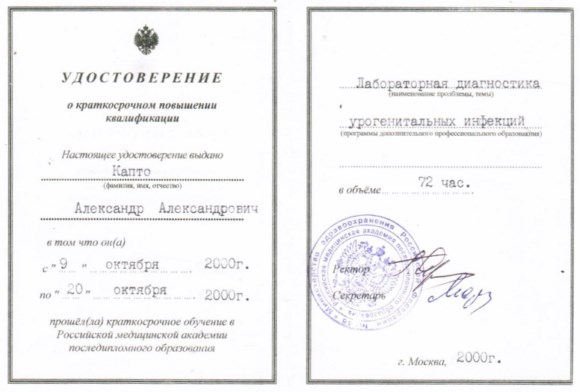 УДОСТОВЕРЕНИЕ
о краткосрочном повышении
квалификации
Настоящее удостоверение выдано
Капто
(фамилия, имя, отчество)
Александр Александрович
в том что он(а)
с "9" октября 2000г.
по "20" октября 2000г.
прошёл(ла) краткосрочное обучение в
Российской медицинской академии
последипломного образования
Лабораторная диагностика
(наименование проблемы, темы)
урогенитальных инфекций
(программы дополнительного профессионального образования)
в объёме 72 час.
Ректор
Секретарь
г. Москва, 2000г.